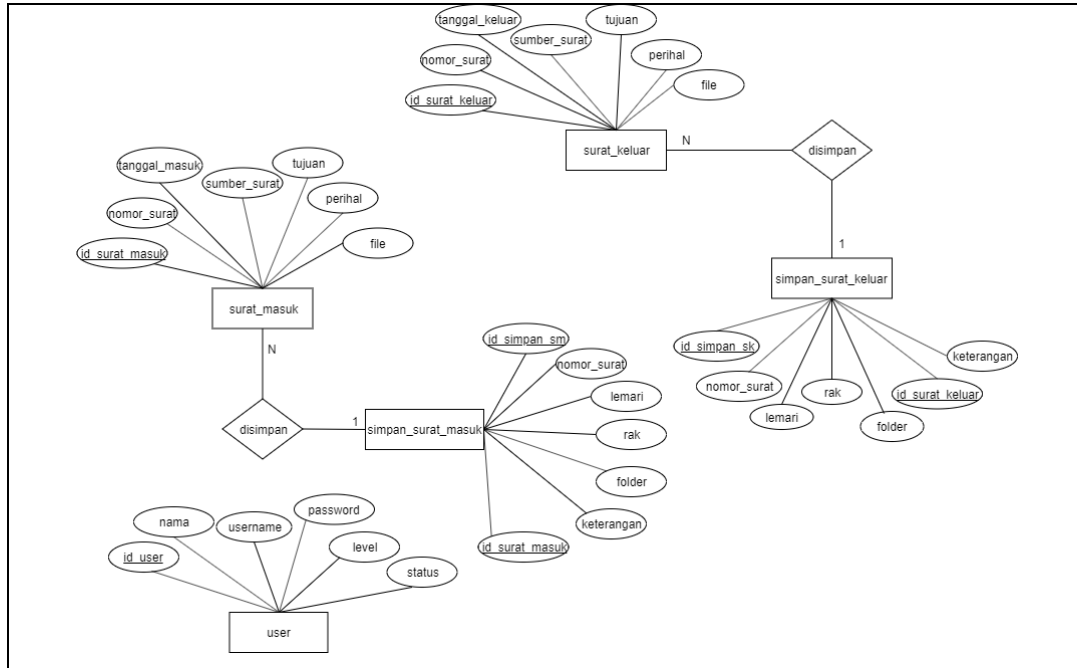 tanggal_keluar
tujuan
sumber_surat
nomor_surat
perihal
file
id_surat_keluar
surat_keluar
N
disimpan
1
simpan_surat_keluar
id_simpan_sk
nomor_surat
lemari
rak
folder
id_surat_keluar
keterangan
tanggal_masuk
tujuan
sumber_surat
perihal
nomor_surat
file
id_surat_masuk
surat_masuk
N
disimpan
1
simpan_surat_masuk
id_simpan_sm
nomor_surat
lemari
rak
folder
keterangan
id_surat_masuk
password
nama
username
level
id_user
status
user